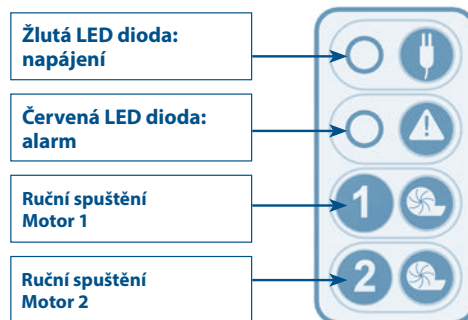 Žlutá LED dioda:
napájení
Červená LED dioda:
alarm
Ruční spuštění
Motor 1
1
Ruční spuštění
Motor 2
2